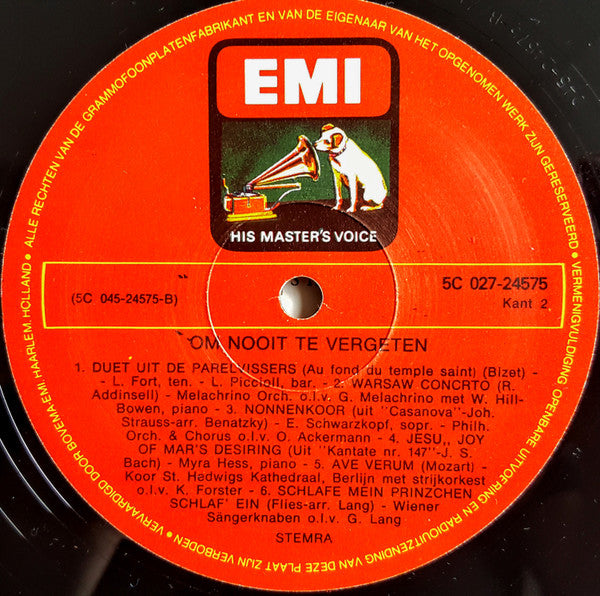 EMI
HIS MASTER'S VOICE
(5C 045-24575-B)
5C 027-24575
Kant 2
"OM NOOIT TE VERGETEN
1. DUET UIT DE PARELVISSERS (Au fond du temple saint) (Bizet) -
L. Fort, ten. - L. Piccioli, bar. - 2. WARSAW CONCRTO (R.
Addinsell) - Melachrino Orch. o.l.v. G. Melachrino met W. Hill-
Bowen, piano - 3. NONNENKOOR (uit "Casanova"-Joh.
Strauss-arr. Benatzky) - E. Schwarzkopf, sopr. - Philh.
Orch. & Chorus o.l.v. O. Ackermann - 4. JESU,, JOY
OF MAR'S DESIRING (Uit "Kantate nr. 147"-J. S.
Bach) - Myra Hess, piano - 5. AVE VERUM (Mozart) -
Koor St. Hadwigs Kathedraal, Berlijn met strijkorkest
o.l.v. K. Forster - 6. SCHLAFE MEIN PRINZCHEN
SCHLAF' EIN (Flies-arr. Lang) - Wiener
Sängerknaben o.l.v. G. Lang
STEMRA
• ALLE RECHTEN VAN DE GRAMMOFOONPLATENFABRIKANT EN VAN DE EIGENAAR VAN HET OPGENOMEN WERK ZIJN GERESERVEERD • VERMENIGVULDIGING OPENBARE UITVOERING EN RADIOUITZENDING VAN DEZE PLAAT ZIJN VERBODEN • VERVAARDIGD DOOR BOVEMA/EMI HAARLEM, HOLLAND